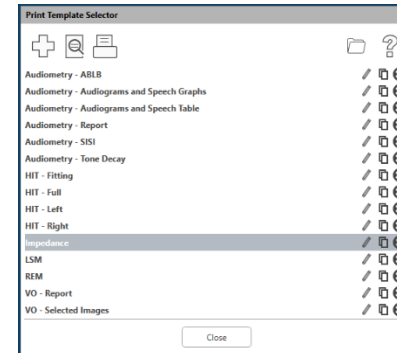 Print Template Selector
Audiometry - ABLB
Audiometry - Audiograms and Speech Graphs
Audiometry - Audiograms and Speech Table
Audiometry - Report
Audiometry - SISI
Audiometry - Tone Decay
HIT - Fitting
HIT - Full
HIT - Left
HIT - Right
Impedance
LSM
REM
VO - Report
VO - Selected Images
Close